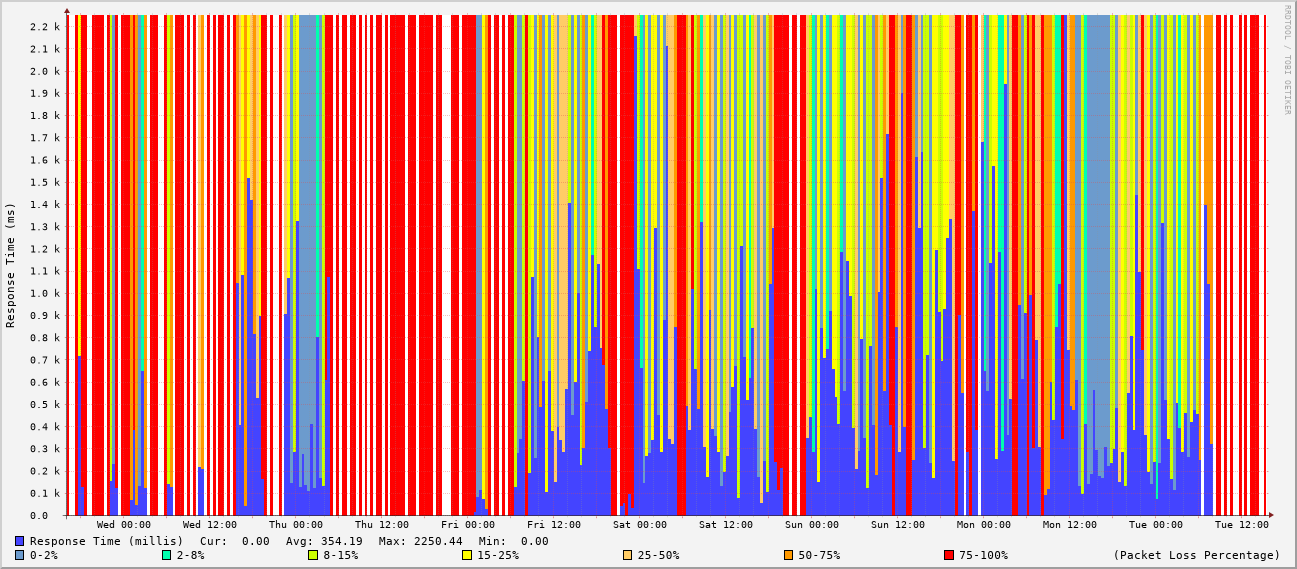 RRDTOOL / TOBI OETIKER
Response Time (ms)
2.2 k
2.1 k
2.0 k
1.9 k
1.8 k
1.7 k
1.6 k
1.5 k
1.4 k
1.3 k
1.2 k
1.1 k
1.0 k
0.9 k
0.8 k
0.7 k
0.6 k
0.5 k
0.4 k
0.3 k
0.2 k
0.1 k
0.0
Wed 00:00 Wed 12:00 Thu 00:00 Thu 12:00 Fri 00:00 Fri 12:00 Sat 00:00 Sat 12:00 Sun 00:00 Sun 12:00 Mon 00:00 Mon 12:00 Tue 00:00 Tue 12:00
Response Time (millis) Cur: 0.00 Avg: 354.19 Max: 2250.44 Min: 0.00
0-2% 2-8% 8-15% 15-25% 25-50% 50-75% 75-100% (Packet Loss Percentage)